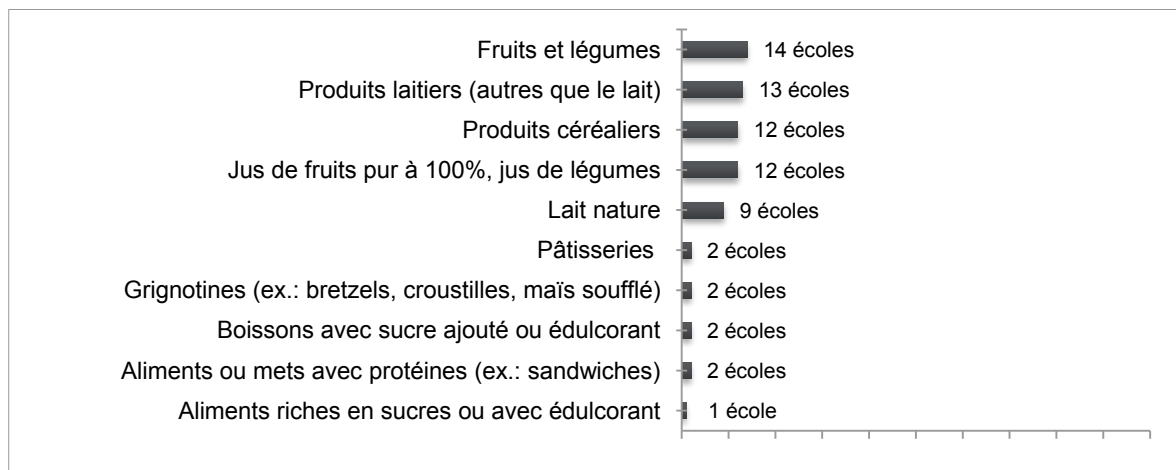 Fruits et légumes 14 écoles
Produits laitiers (autres que le lait) 13 écoles
Produits céréaliers 12 écoles
Jus de fruits pur à 100%, jus de légumes 12 écoles
Lait nature 9 écoles
Pâtisseries 2 écoles
Grignotines (ex.: bretzels, croustilles, maïs soufflé) 2 écoles
Boissons avec sucre ajouté ou édulcorant 2 écoles
Aliments ou mets avec protéines (ex.: sandwiches) 2 écoles
Aliments riches en sucres ou avec édulcorant 1 école